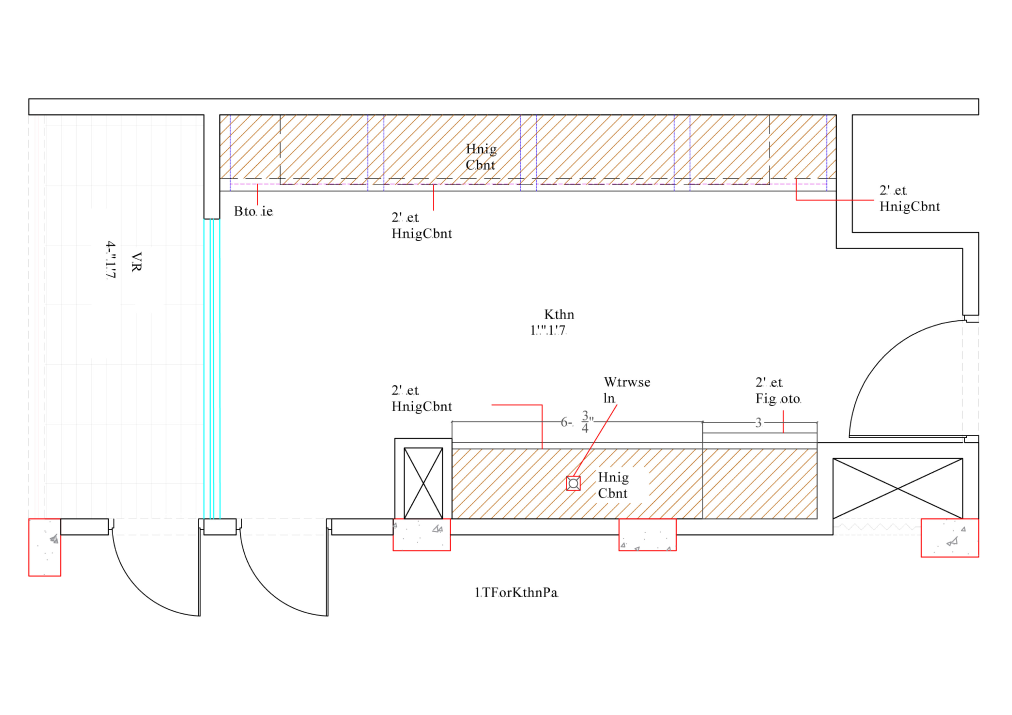 Hnig
Cbnt
2' et
HnigCbnt
Bto.ie
2' et
HnigCbnt
VR
4-"1'7
Kthn
1'"1'7
2' et
HnigCbnt
Wtrwse
ln
2' et
Fig oto
6- 3/4"
3
Hnig
Cbnt
1TForKthnPa